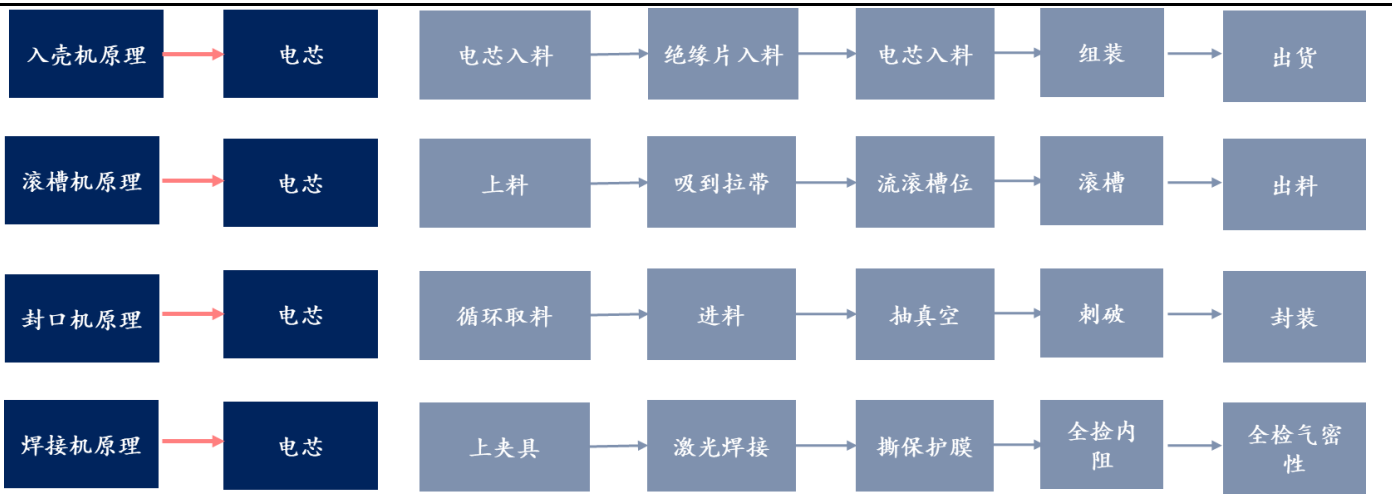 入壳机原理
电芯
电芯入料
绝缘片入料
电芯入料
组装
出货
滚槽机原理
电芯
上料
吸到拉带
流滚槽位
滚槽
出料
封口机原理
电芯
循环取料
进料
抽真空
刺破
封装
焊接机原理
电芯
上夹具
激光焊接
撕保护膜
全捡内
阻
全检气密
性